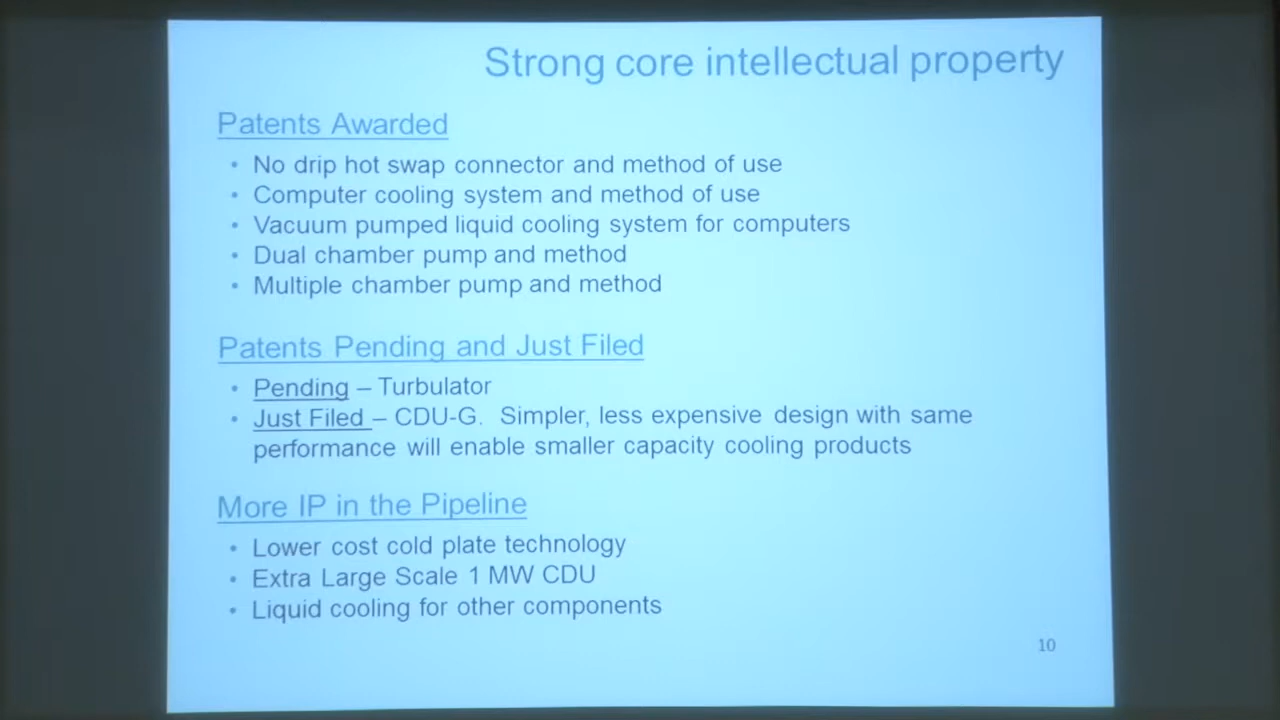 Strong core intellectual property
Patents Awarded
• No drip hot swap connector and method of use
• Computer cooling system and method of use
• Vacuum pumped liquid cooling system for computers
• Dual chamber pump and method
• Multiple chamber pump and method
Patents Pending and Just Filed
• Pending – Turbulator
• Just Filed – CDU-G. Simpler, less expensive design with same
performance will enable smaller capacity cooling products
More IP in the Pipeline
• Lower cost cold plate technology
• Extra Large Scale 1 MW CDU
• Liquid cooling for other components
10